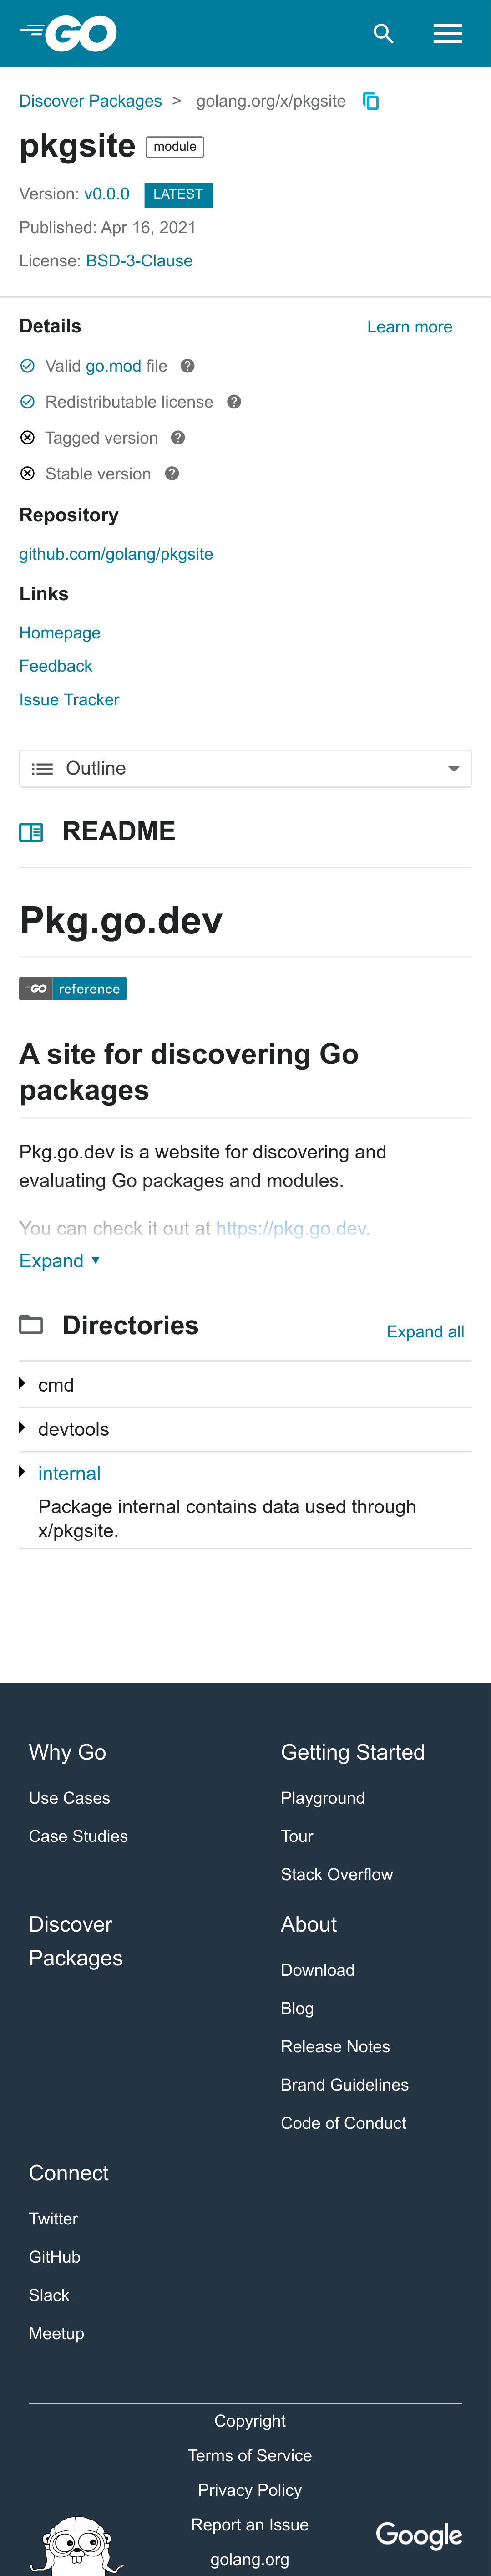 GO
Discover Packages > golang.org/x/pkgsite
pkgsite module
Version: v0.0.0 LATEST
Published: Apr 16, 2021
License: BSD-3-Clause
Details Learn more
Valid go.mod file ?
Redistributable license ?
Tagged version ?
Stable version ?
Repository
github.com/golang/pkgsite
Links
Homepage
Feedback
Issue Tracker
Outline
README
Pkg.go.dev
GO reference
A site for discovering Go
packages
Pkg.go.dev is a website for discovering and
evaluating Go packages and modules.
You can check it out at https://pkg.go.dev.
Expand ▼
Directories Expand all
cmd
devtools
internal
Package internal contains data used through
x/pkgsite.
Why Go
Use Cases
Case Studies
Getting Started
Playground
Tour
Stack Overflow
Discover
Packages
About
Download
Blog
Release Notes
Brand Guidelines
Code of Conduct
Connect
Twitter
GitHub
Slack
Meetup
Copyright
Terms of Service
Privacy Policy
Report an Issue
golang.org
Google